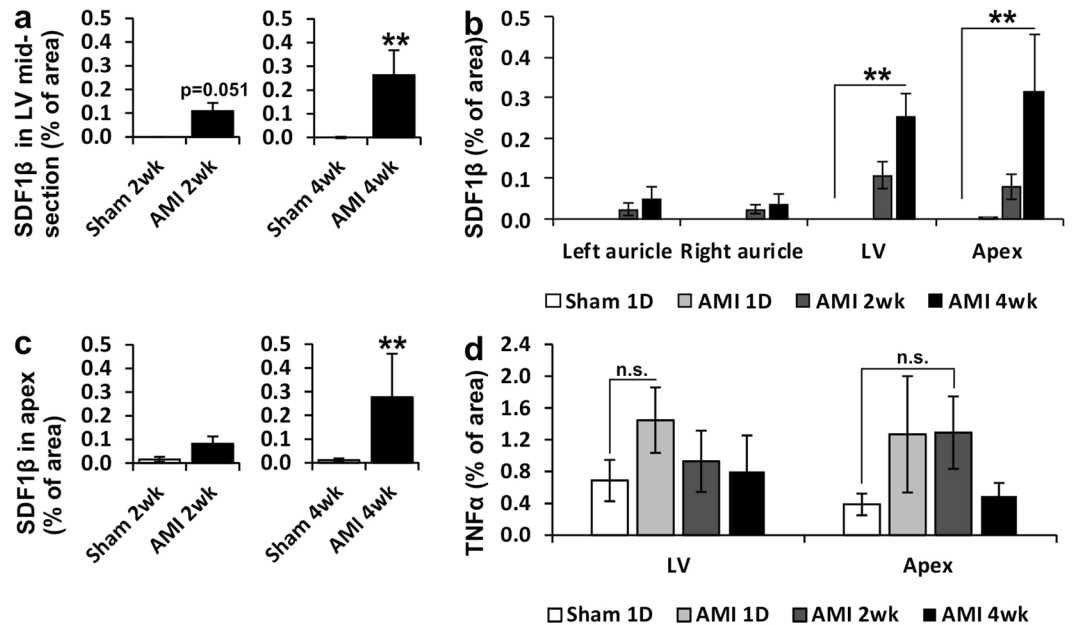 a
SDF1β in LV mid-
section (% of area)
0.5
0.4
0.3
0.2
0.1
0.0
p=0.051
Sham 2wk
AMI 2wk
0.5
0.4
0.3
0.2
0.1
0.0
**
Sham 4wk
AMI 4wk
b
SDF1β (% of area)
0.5
0.4
0.3
0.2
0.1
0.0
**
**
Left auricle
Right auricle
LV
Apex
Sham 1D
AMI 1D
AMI 2wk
AMI 4wk
c
SDF1β in apex
(% of area)
0.5
0.4
0.3
0.2
0.1
0.0
Sham 2wk
AMI 2wk
0.5
0.4
0.3
0.2
0.1
0.0
**
Sham 4wk
AMI 4wk
d
TNFα (% of area)
2.4
2.0
1.6
1.2
0.8
0.4
0.0
n.s.
n.s.
LV
Apex
Sham 1D
AMI 1D
AMI 2wk
AMI 4wk